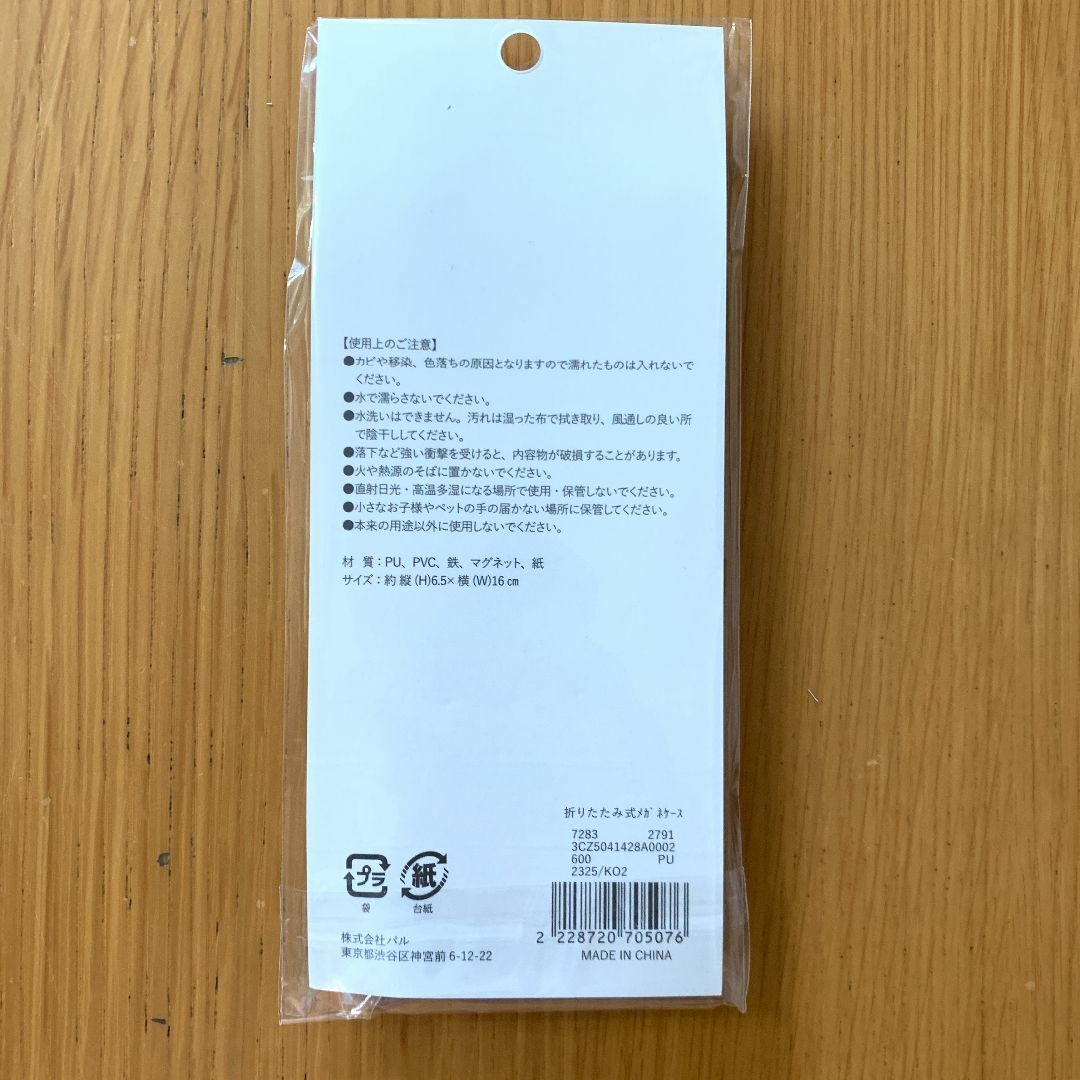 【使用上のご注意】
●カビや移染、色落ちの原因となりますので濡れたものは入れないで
ください。
●水で濡らさないでください。
●水洗いはできません。汚れは湿った布で拭き取り、風通しの良い所
で陰干ししてください。
●落下など強い衝撃を受けると、内容物が破損することがあります。
●火や熱源のそばに置かないでください。
●直射日光・高温多湿になる場所で使用・保管しないでください。
●小さなお子様やペットの手の届かない場所に保管してください。
●本来の用途以外に使用しないでください。
材 質：PU、PVC、鉄、マグネット、紙
サイズ：約 縦 (H)6.5× 横 (W)16 ㎝
折りたたみ式ﾒｶﾞﾈｹｰｽ
7283 2791
3CZ5041428A0002
600 PU
2325/KO2
プラ 紙
袋 台紙
2 228720 705076
MADE IN CHINA
株式会社パル
東京都渋谷区神宮前 6-12-22